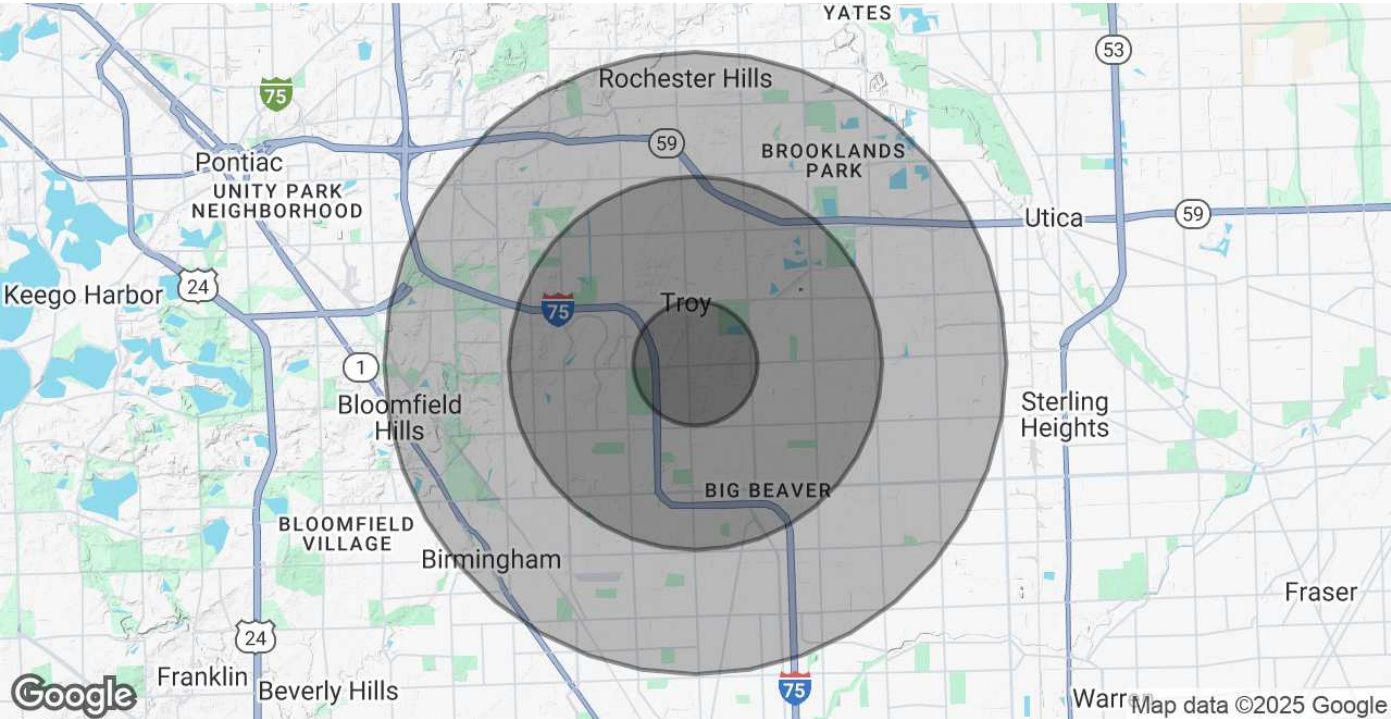 YATES
53
Rochester Hills
75
59
BROOKLANDS
PARK
Pontiac
UNITY PARK
NEIGHBORHOOD
Utica
59
24
Keego Harbor
Troy
75
1
Bloomfield
Hills
Sterling
Heights
BIG BEAVER
BLOOMFIELD
VILLAGE
Birmingham
Fraser
24
Franklin
Beverly Hills
75
Google
Map data ©2025 Google